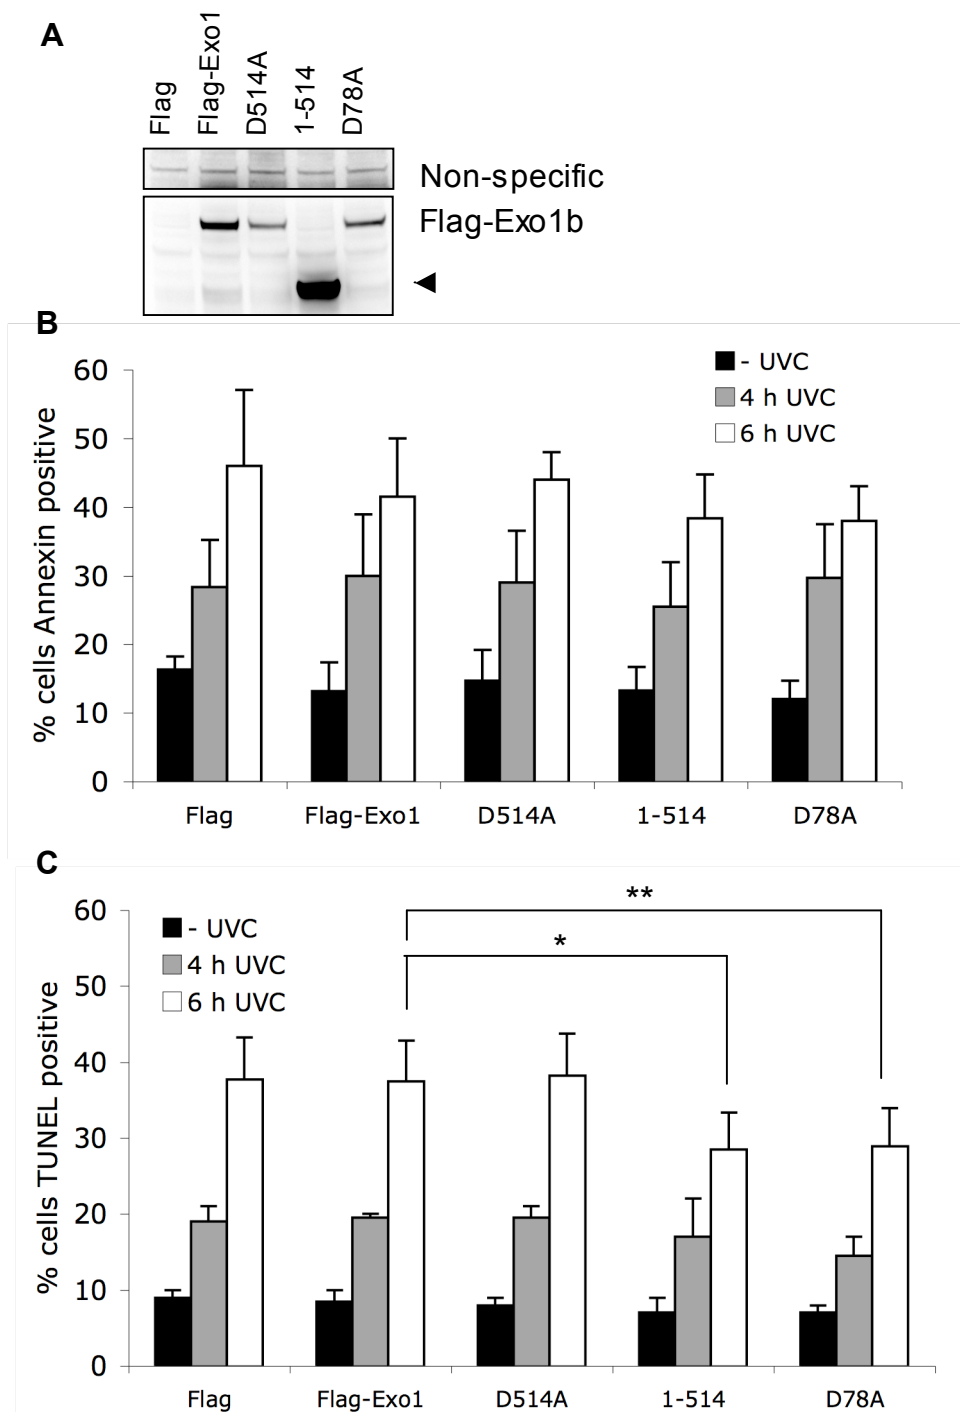 A
Flag
Flag-Exo1
D514A
1-514
D78A
Non-specific
Flag-Exo1b
B
% cells Annexin positive
60
50
40
30
20
10
0
- UVC
4 h UVC
6 h UVC
Flag
Flag-Exo1
D514A
1-514
D78A
C
% cells TUNEL positive
60
50
40
30
20
10
0
- UVC
4 h UVC
6 h UVC
**
*
Flag
Flag-Exo1
D514A
1-514
D78A